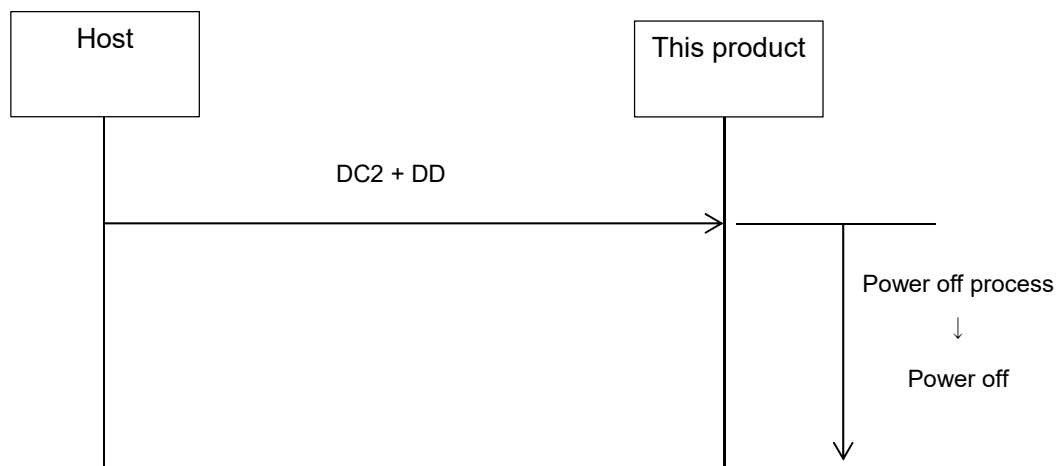 Host
This product
DC2 + DD
Power off process
↓
Power off